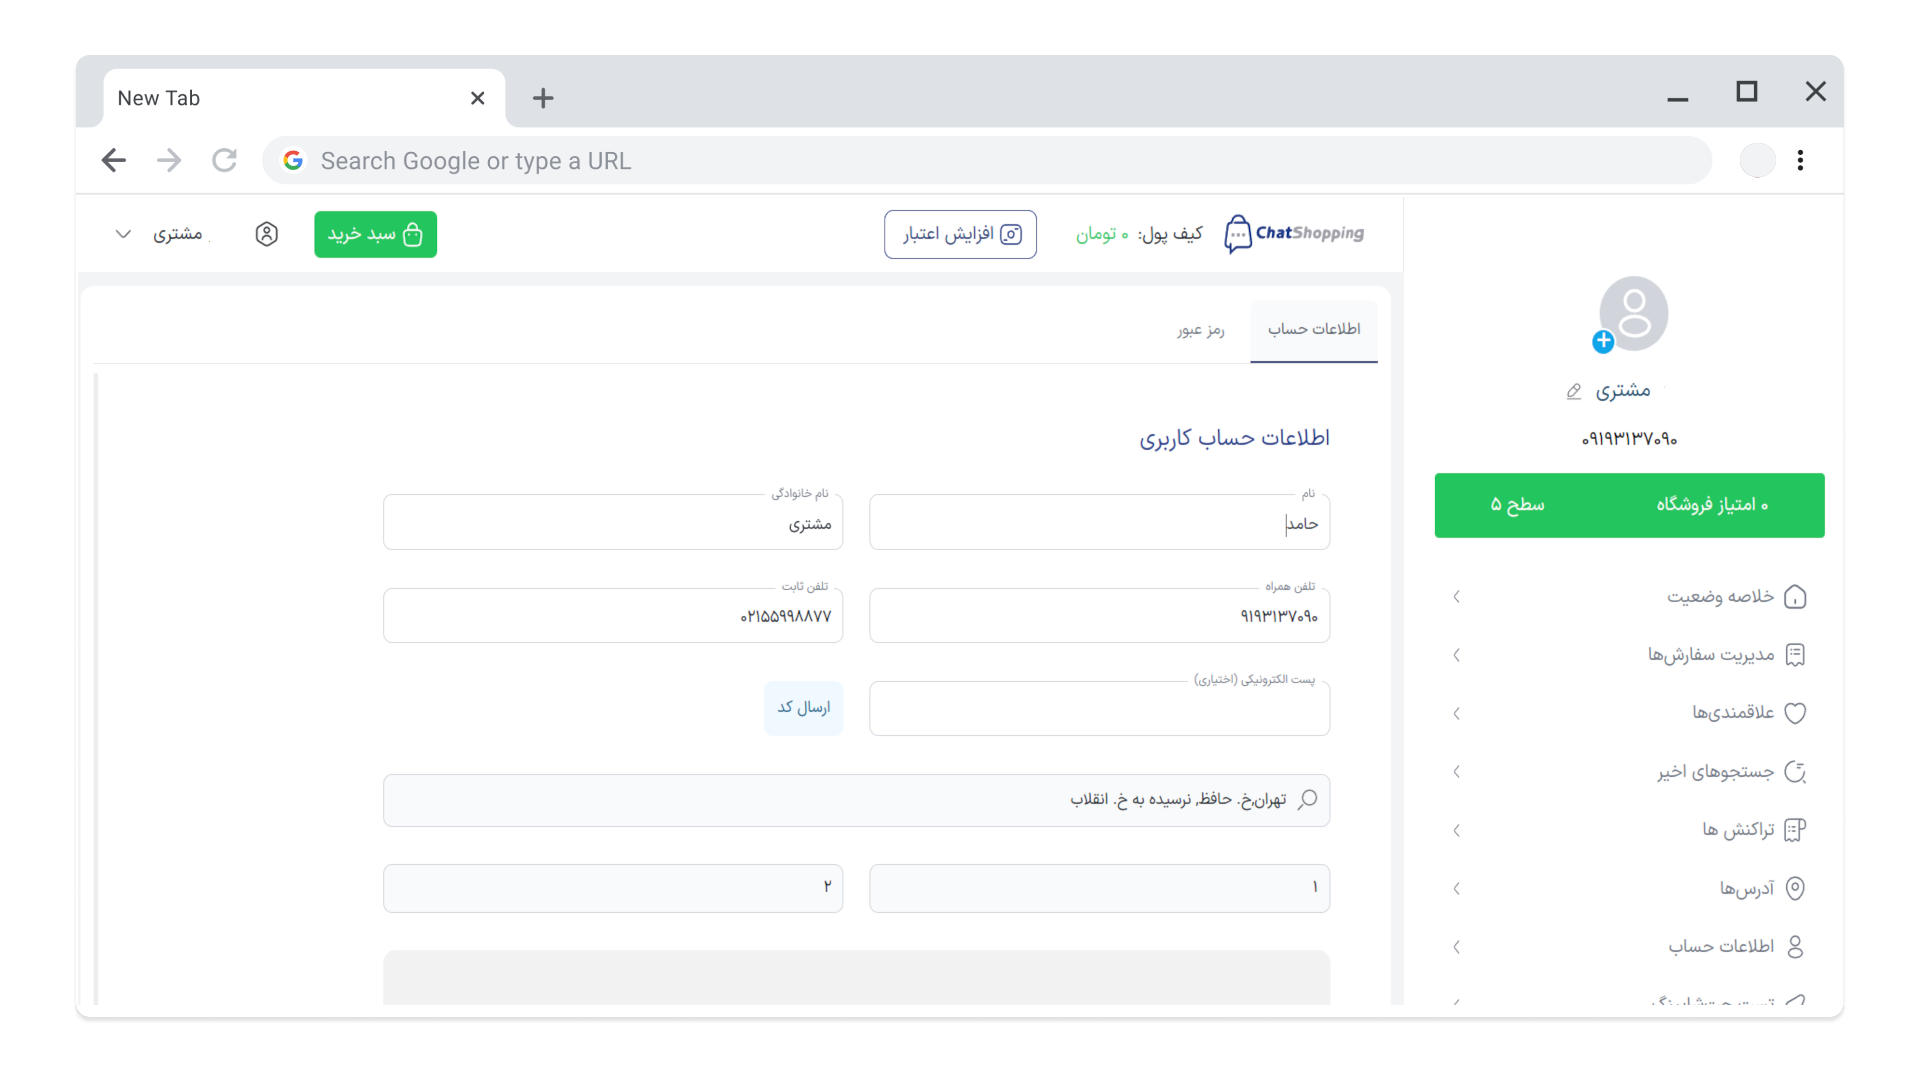 New Tab
Search Google or type a URL
ChatShopping
کیف پول: ۰ تومان
افزایش اعتبار
سبد خرید
مشتری
اطلاعات حساب
رمز عبور
اطلاعات حساب کاربری
نام
حامد
نام خانوادگی
مشتری
تلفن همراه
۹۱۹۳۱۳۷۰۹۰
تلفن ثابت
۰۲۱۵۵۹۹۸۸۷۷
پست الکترونیکی (اختیاری)
ارسال کد
تهران,خ. حافظ, نرسیده به خ. انقلاب
۱
۲
مشتری
۰۹۱۹۳۱۳۷۰۹۰
۰ امتیاز فروشگاه
سطح ۵
خلاصه وضعیت
مدیریت سفارش‌ها
علاقمندی‌ها
جستجوهای اخیر
تراکنش ها
آدرس‌ها
اطلاعات حساب